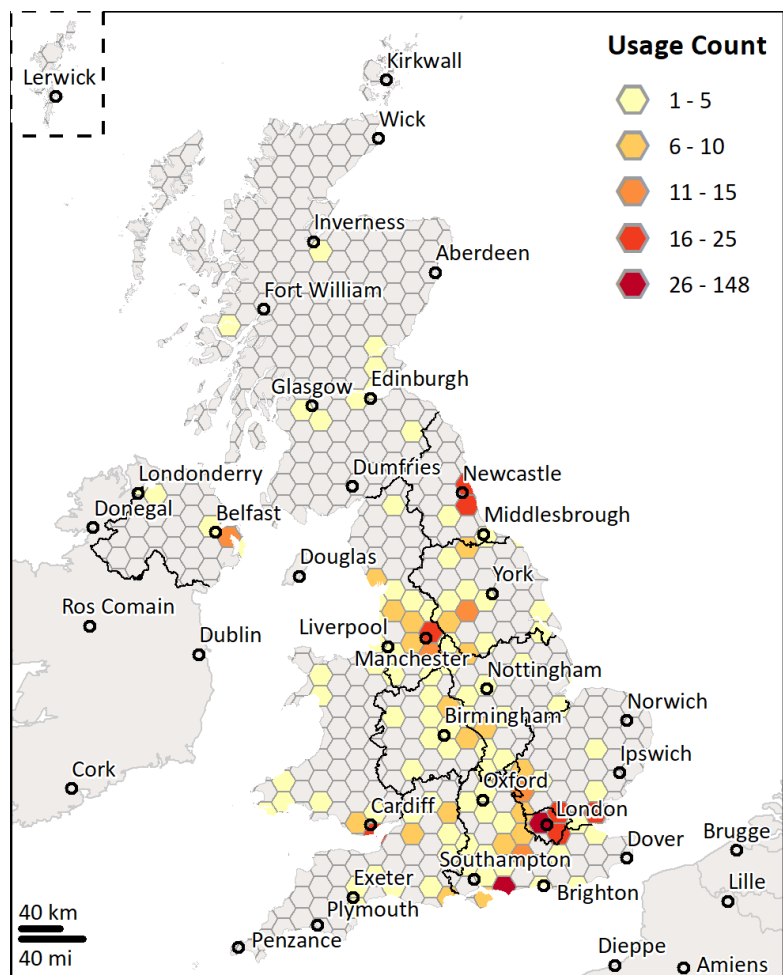 Usage Count
1 - 5
6 - 10
11 - 15
16 - 25
26 - 148
Lerwick
Kirkwall
Wick
Inverness
Aberdeen
Fort William
Glasgow
Edinburgh
Dumfries
Newcastle
Londonderry
Donegal
Belfast
Middlesbrough
Douglas
York
Ros Comain
Dublin
Liverpool
Manchester
Nottingham
Norwich
Birmingham
Ipswich
Cork
Oxford
Cardiff
London
Dover
Brugge
Southampton
Exeter
Brighton
Lille
Plymouth
40 km
40 mi
Penzance
Dieppe
Amiens